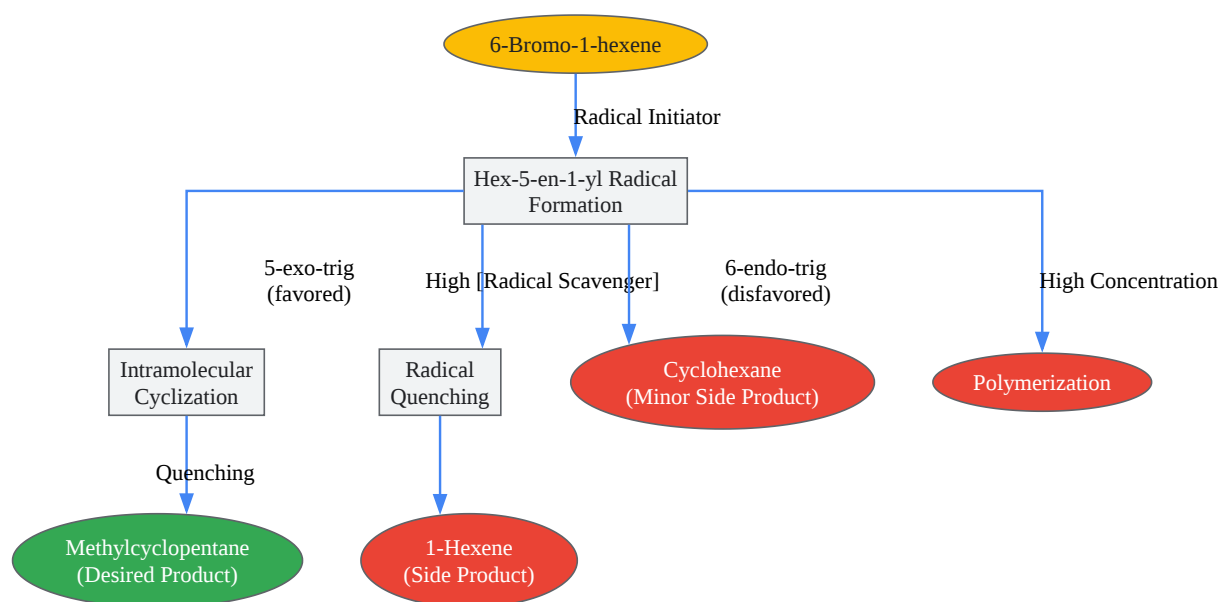 6-Bromo-1-hexene
Radical Initiator
Hex-5-en-1-yl Radical
Formation
5-exo-trig
(favored)
High [Radical Scavenger]
6-endo-trig
(disfavored)
High Concentration
Intramolecular
Cyclization
Radical
Quenching
Cyclohexane
(Minor Side Product)
Polymerization
Quenching
Methylcyclopentane
(Desired Product)
1-Hexene
(Side Product)